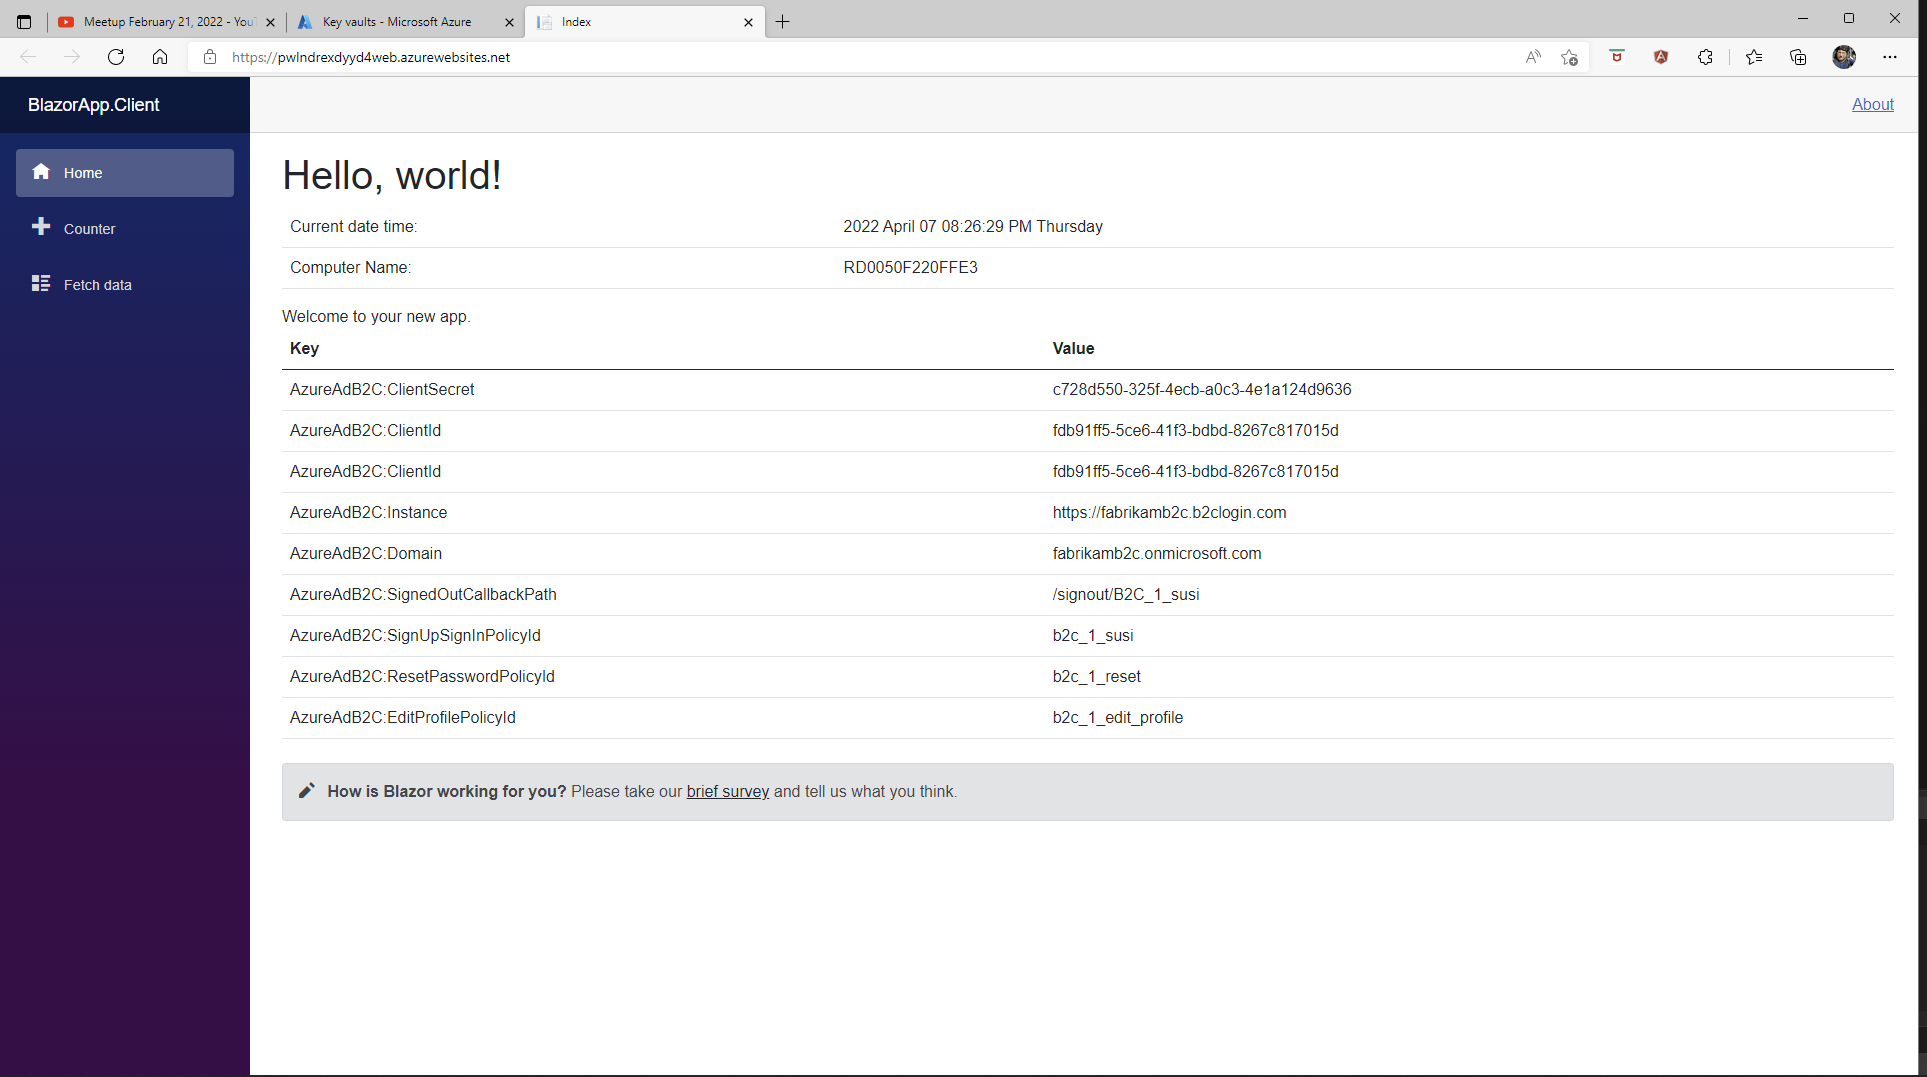 Meetup February 21, 2022 - You
Key vaults - Microsoft Azure
Index
https://pwlndrexdyyd4web.azurewebsites.net
BlazorApp.Client
About
Home
Counter
Fetch data
Hello, world!
Current date time: 2022 April 07 08:26:29 PM Thursday
Computer Name: RD0050F220FFE3
Welcome to your new app.
Key Value
AzureAdB2C:ClientSecret c728d550-325f-4ecb-a0c3-4e1a124d9636
AzureAdB2C:ClientId fdb91ff5-5ce6-41f3-bdbd-8267c817015d
AzureAdB2C:ClientId fdb91ff5-5ce6-41f3-bdbd-8267c817015d
AzureAdB2C:Instance https://fabrikamb2c.b2clogin.com
AzureAdB2C:Domain fabrikamb2c.onmicrosoft.com
AzureAdB2C:SignedOutCallbackPath /signout/B2C_1_susi
AzureAdB2C:SignUpSignInPolicyId b2c_1_susi
AzureAdB2C:ResetPasswordPolicyId b2c_1_reset
AzureAdB2C:EditProfilePolicyId b2c_1_edit_profile
How is Blazor working for you? Please take our brief survey and tell us what you think.